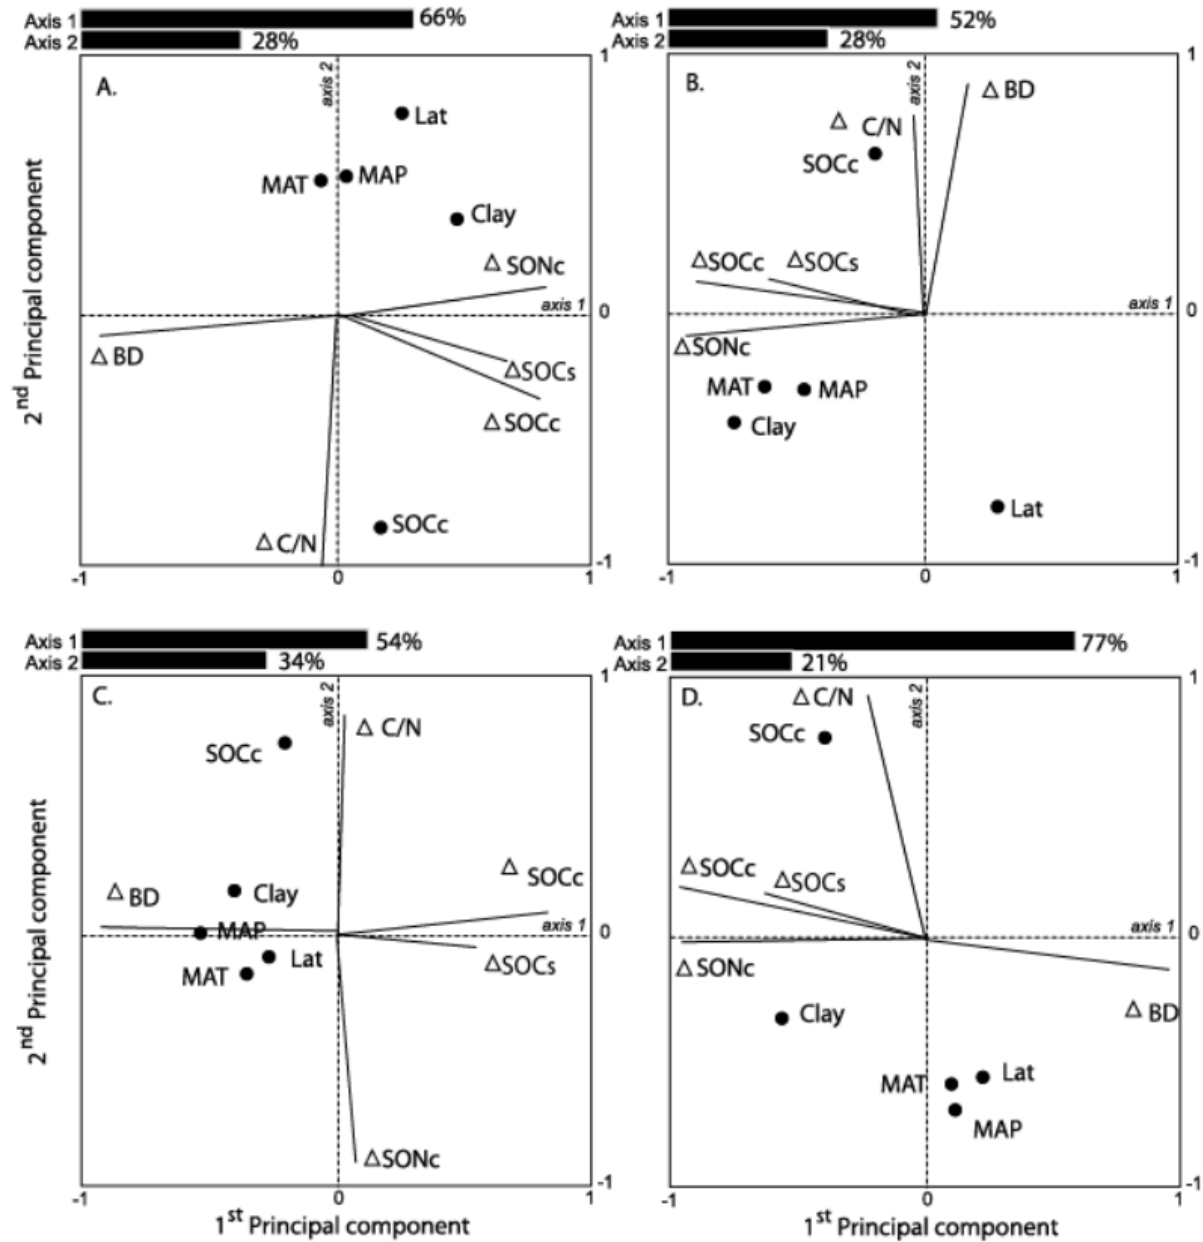 Axis 1 66%
Axis 2 28%
1
A.
axis 2
Lat
MAT
MAP
Clay
△ SONc
axis 1
0
△ BD
△SOCs
△ SOCc
SOCc
△ C/N
-1
-1 0 1
2nd Principal component
Axis 1 52%
Axis 2 28%
1
B.
axis 2
△ BD
△ C/N
SOCc
△SOCc
△SOCs
axis 1
0
△SONc
MAT
MAP
Clay
Lat
-1
-1 0 1
Axis 1 54%
Axis 2 34%
1
C.
axis 2
△ C/N
SOCc
△ SOCc
△ BD
Clay
MAP
axis 1
0
Lat
△SOCs
MAT
△SONc
-1
-1 0 1
2nd Principal component
1st Principal component
Axis 1 77%
Axis 2 21%
1
D.
△ C/N
axis 2
SOCc
△SOCc
△SOCs
axis 1
0
△ SONc
△ BD
Clay
MAT
Lat
MAP
-1
-1 0 1
1st Principal component